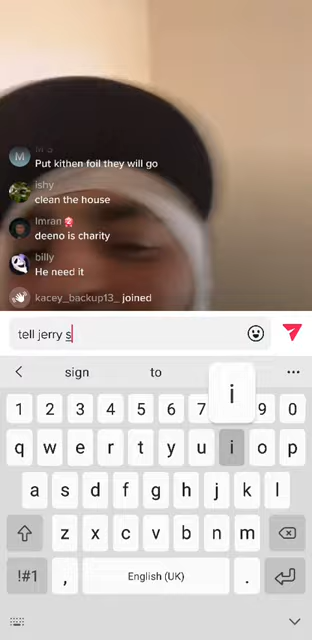 M S
Put kithen foil they will go
ishy
clean the house
Imran
deeno is charity
billy
He need it
kacey_backup13_ joined
tell jerry s
sign to
i
1 2 3 4 5 6 7 9 0
q w e r t y u i o p
a s d f g h j k l
z x c v b n m
!#1 , English (UK) .